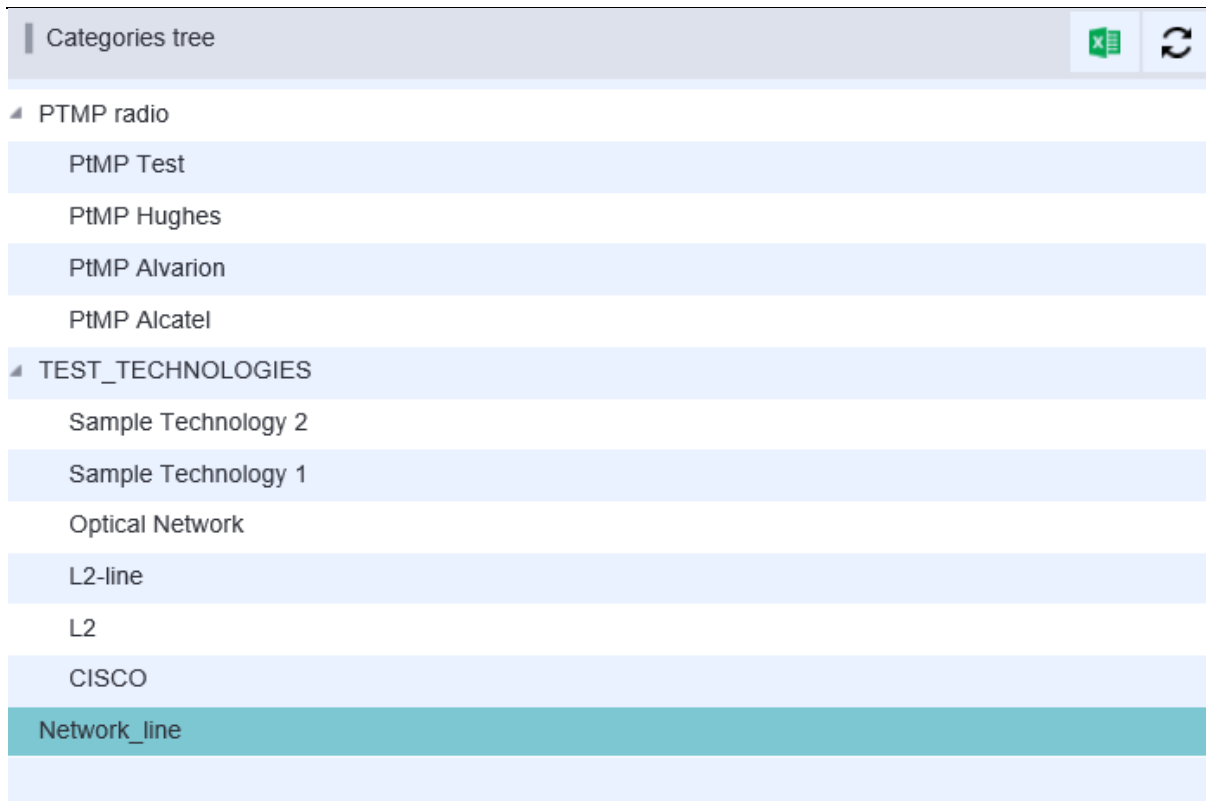 Categories tree
PTMP radio
PtMP Test
PtMP Hughes
PtMP Alvarion
PtMP Alcatel
TEST_TECHNOLOGIES
Sample Technology 2
Sample Technology 1
Optical Network
L2-line
L2
CISCO
Network_line